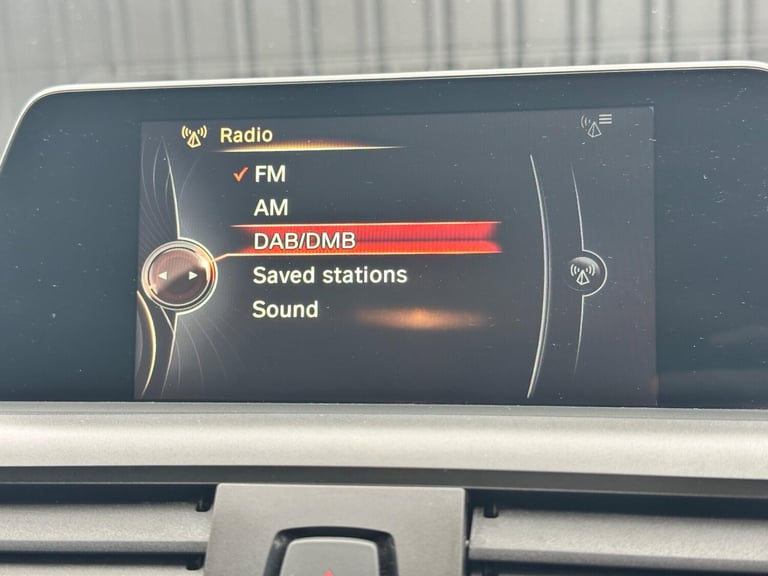 Radio
FM
AM
DAB/DMB
Saved stations
Sound